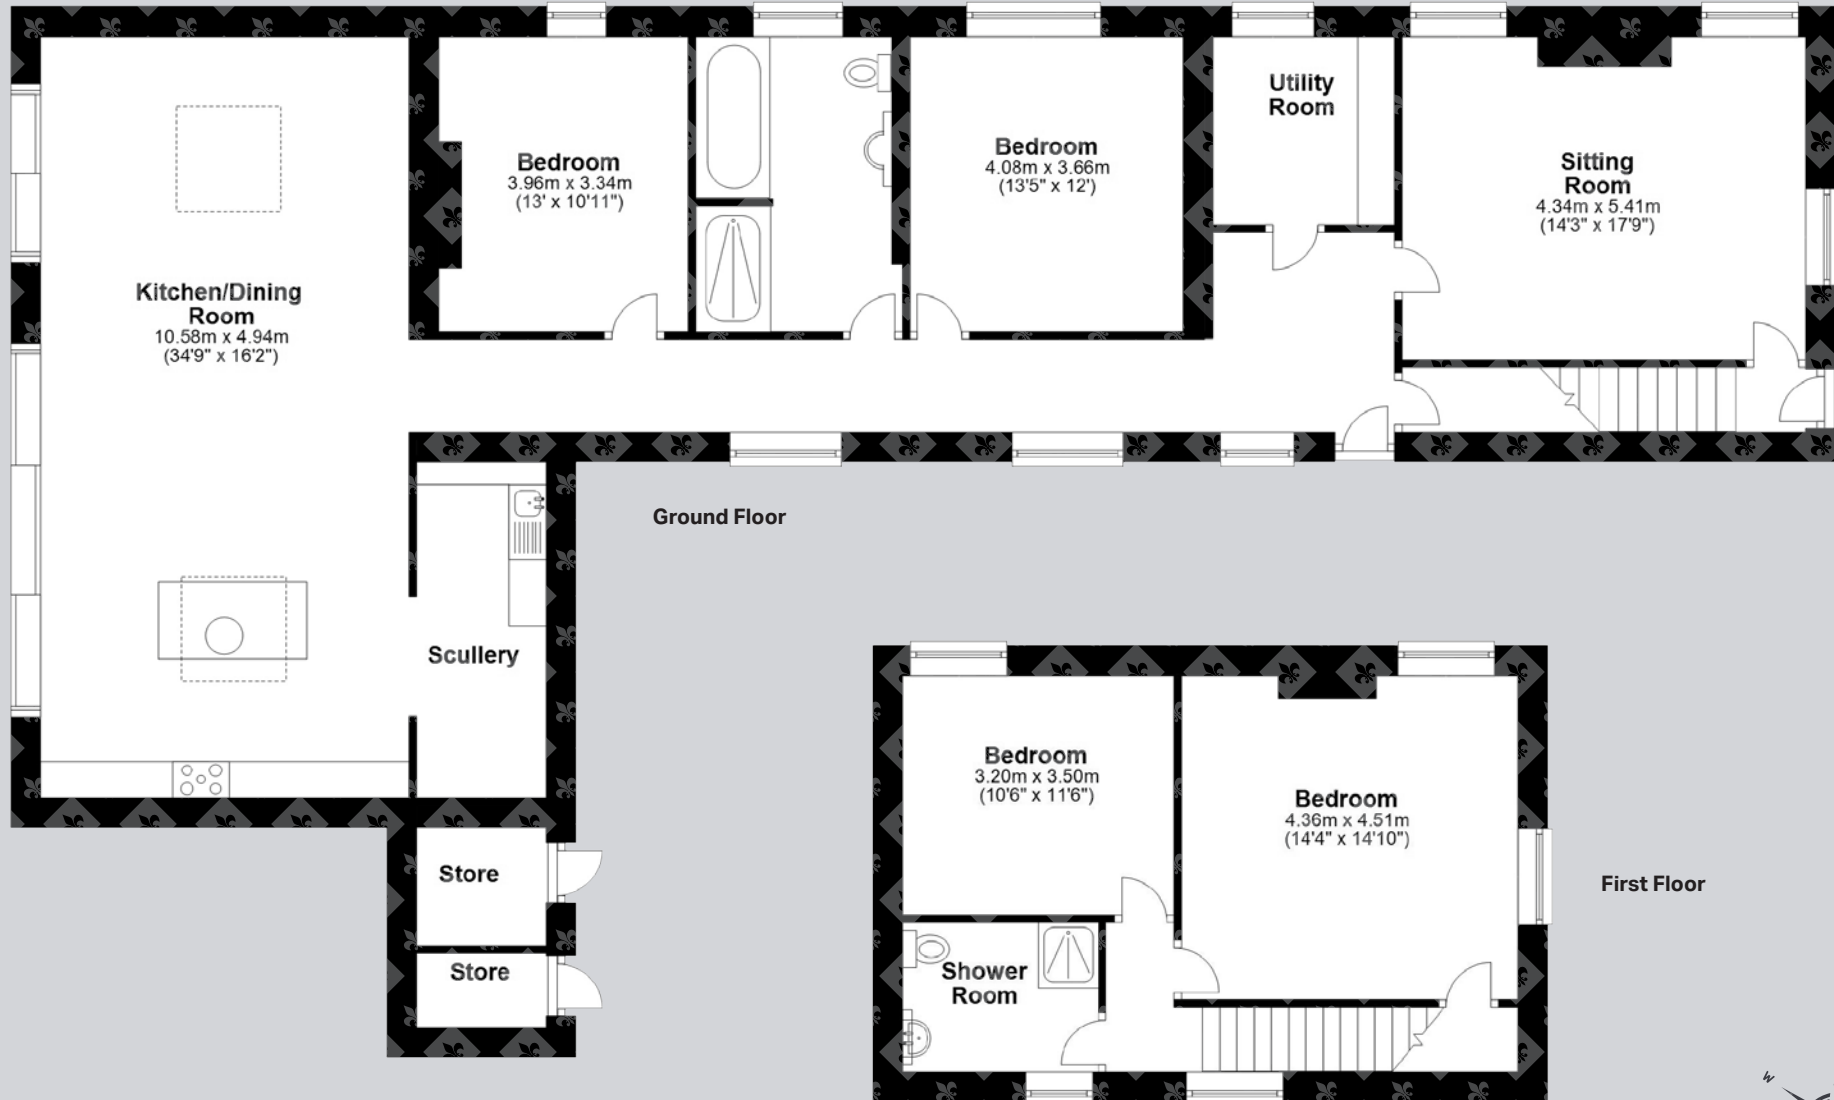 Kitchen/Dining
Room
10.58m x 4.94m
(34'9" x 16'2")
Bedroom
3.96m x 3.34m
(13' x 10'11")
Bedroom
4.08m x 3.66m
(13'5" x 12')
Utility
Room
Sitting
Room
4.34m x 5.41m
(14'3" x 17'9")
Ground Floor
Scullery
Store
Store
Bedroom
3.20m x 3.50m
(10'6" x 11'6")
Bedroom
4.36m x 4.51m
(14'4" x 14'10")
Shower
Room
First Floor
W